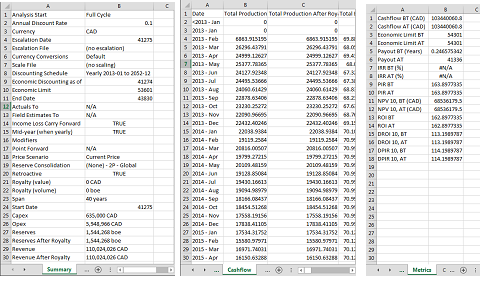 A B
1 Analysis Start Full Cycle
2 Annual Discount Rate 0.1
3 Currency CAD
4 Escalation Date 41275
5 Escalation File (no escalation)
6 Currency Conversions Default
7 Scale File (no scaling)
8 Discounting Schedule Yearly 2013-01 to 2052-12
9 Economic Discounting as of 41274
10 Economic Limit 53601
11 End Date 43830
12 Actuals To N/A
13 Field Estimates To N/A
14 Income Loss Carry Forward TRUE
15 Mid-year (when yearly) TRUE
16 Modifiers
17 Point Forward N/A
18 Price Scenario Current Price
19 Reserve Consolidation (None) - 2P - Global
20 Retroactive TRUE
21 Royalty (value) 0 CAD
22 Royalty (volume) 0 boe
23 Span 40 years
24 Start Date 41275
25 Capex 635,000 CAD
26 Opex 5,948,966 CAD
27 Reserves 1,544,268 boe
28 Reserves After Royalty 1,544,268 boe
29 Revenue 110,024,026 CAD
30 Revenue After Royalty 110,024,026 CAD
Summary
A B C
1 Date Total Production Total Production After Roy Total
2 <2013 - Jan 0 0
3 2013 - Jan 0 0
4 2013 - Feb 6863.915195 6863.915195
5 2013 - Mar 26296.43791 26296.43791
6 2013 - Apr 24999.12627 24999.12627
7 2013 - May 25377.78365 25377.78365
8 2013 - Jun 24127.92348 24127.92348
9 2013 - Jul 24495.53666 24495.53666
10 2013 - Aug 24060.61429 24060.61429
11 2013 - Sep 22878.63406 22878.63406
12 2013 - Oct 23230.25272 23230.25272
13 2013 - Nov 22090.96695 22090.96695
14 2013 - Dec 22432.40246 22432.40246
15 2014 - Jan 22038.9384 22038.9384
16 2014 - Feb 19119.2584 19119.2584
17 2014 - Mar 20816.00507 20816.00507
18 2014 - Apr 19799.27215 19799.27215
19 2014 - May 20109.48159 20109.48159
20 2014 - Jun 19128.85084 19128.85084
21 2014 - Jul 19430.16613 19430.16613
22 2014 - Aug 19094.98979 19094.98979
23 2014 - Sep 18166.08437 18166.08437
24 2014 - Oct 18454.51268 18454.51268
25 2014 - Nov 17558.19156 17558.19156
26 2014 - Dec 17838.41105 17838.41105
27 2015 - Jan 17534.31752 17534.31752
28 2015 - Feb 15580.97971 15580.97971
29 2015 - Mar 16971.74031 16971.74031
30 2015 - Apr 16150.63288 16150.63288
Cashflow
A B C
1 Cashflow BT (CAD) 103440060.8
2 Cashflow AT (CAD) 103440060.8
3 Economic Limit BT 54301
4 Economic Limit AT 54301
5 Payout BT (Years) 0.246575342
6 Payout AT 41336
7 IRR BT (%) #N/A
8 IRR AT (%) #N/A
9 PIR BT 163.8977335
10 PIR AT 163.8977335
11 NPV 10, BT (CAD) 68536179.5
12 NPV 10, AT (CAD) 68536179.5
13 ROI BT 162.8977335
14 ROI AT 162.8977335
15 DROI 10, BT 113.1989787
16 DROI 10, AT 113.1989787
17 DPIR 10, BT 114.1989787
18 DPIR 10, AT 114.1989787
Metrics